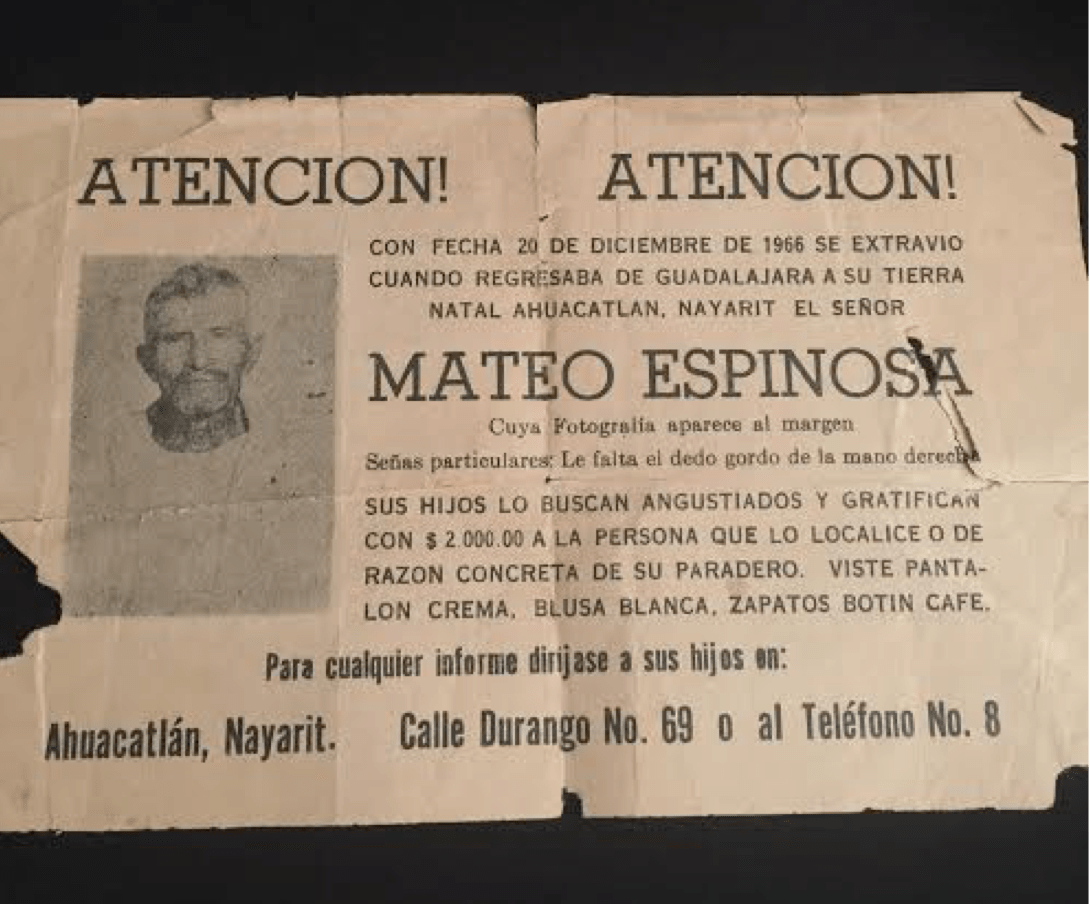 ATENCION! ATENCION!
CON FECHA 20 DE DICIEMBRE DE 1966 SE EXTRAVIO
CUANDO REGRESABA DE GUADALAJARA A SU TIERRA
NATAL AHUACATLAN, NAYARIT EL SEÑOR
MATEO ESPINOSA
Cuya Fotografía aparece al margen
Señas particulares: Le falta el dedo gordo de la mano derecha
SUS HIJOS LO BUSCAN ANGUSTIADOS Y GRATIFICAN
CON $ 2.000.00 A LA PERSONA QUE LO LOCALICE O DE
RAZON CONCRETA DE SU PARADERO. VISTE PANTA-
LON CREMA, BLUSA BLANCA, ZAPATOS BOTIN CAFE.
Para cualquier informe dirijase a sus hijos en:
Ahuacatlán, Nayarit. Calle Durango No. 69 o al Teléfono No. 8